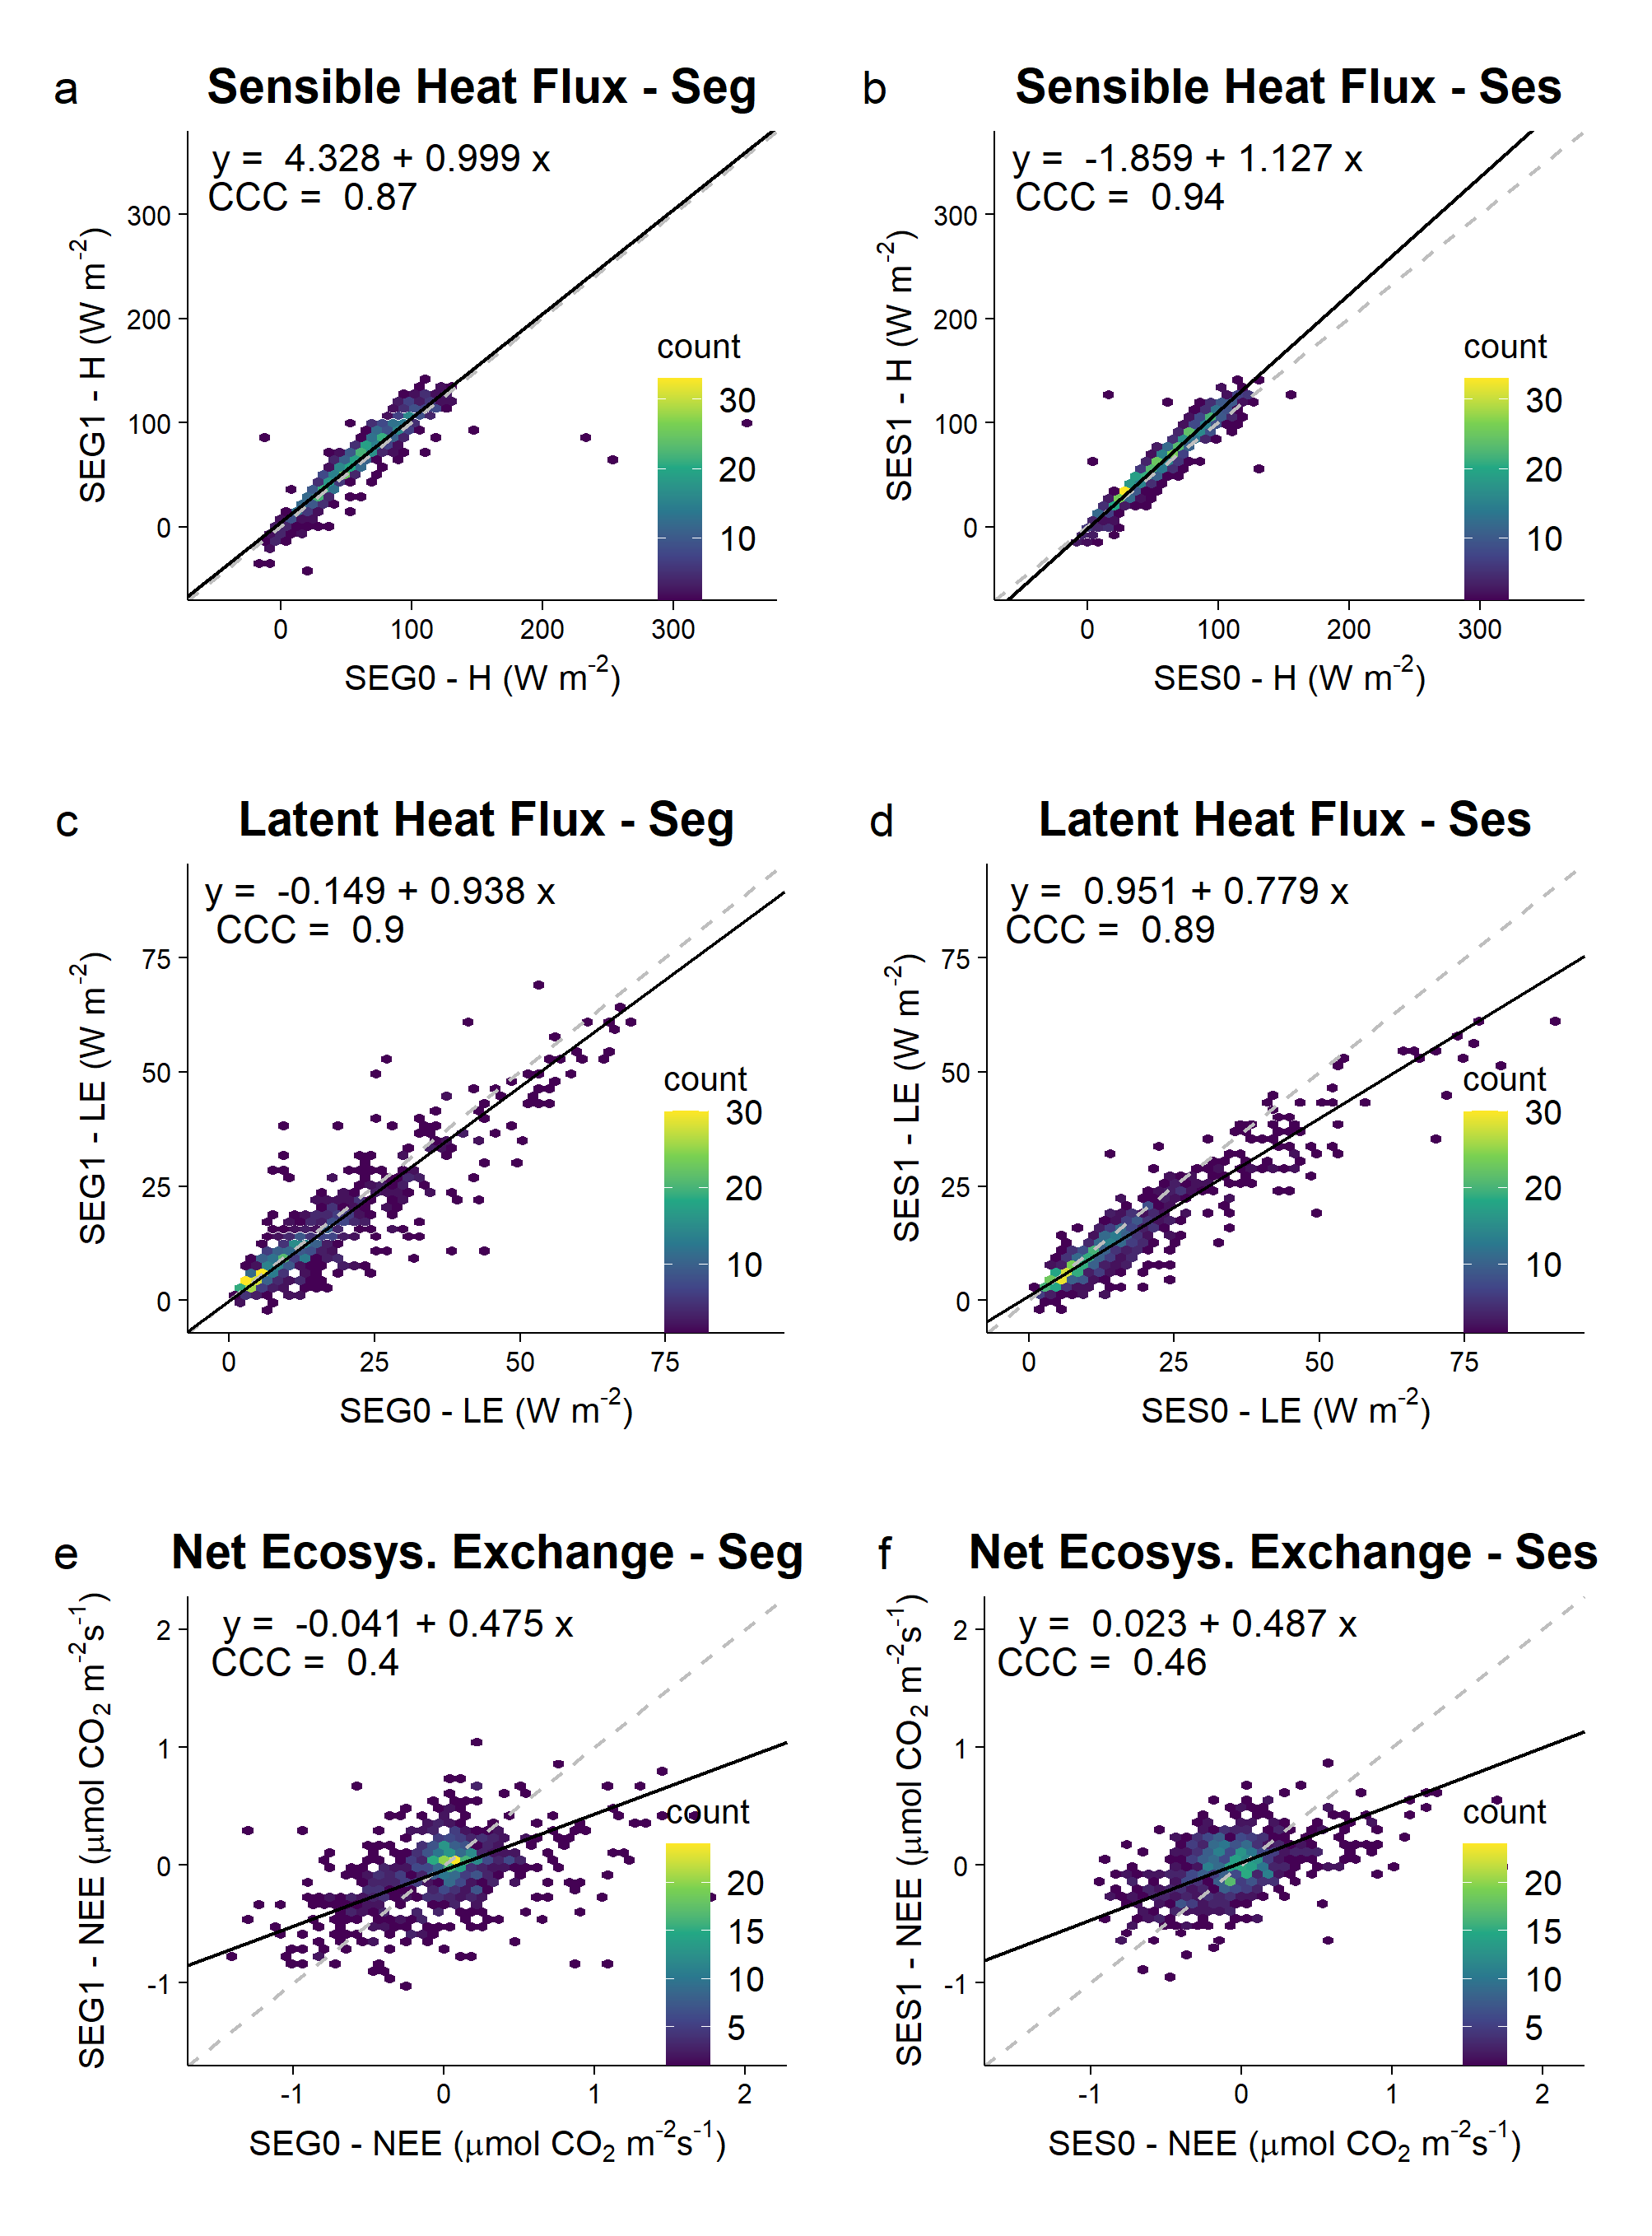 a
Sensible Heat Flux - Seg
y = 4.328 + 0.999 x
CCC = 0.87
SEG1 - H (W m-2)
300
200
100
0
count
30
20
10
0
100
200
300
SEG0 - H (W m-2)
b
Sensible Heat Flux - Ses
y = -1.859 + 1.127 x
CCC = 0.94
SES1 - H (W m-2)
300
200
100
0
count
30
20
10
0
100
200
300
SES0 - H (W m-2)
c
Latent Heat Flux - Seg
y = -0.149 + 0.938 x
CCC = 0.9
SEG1 - LE (W m-2)
75
50
25
0
count
30
20
10
0
25
50
75
SEG0 - LE (W m-2)
d
Latent Heat Flux - Ses
y = 0.951 + 0.779 x
CCC = 0.89
SES1 - LE (W m-2)
75
50
25
0
count
30
20
10
0
25
50
75
SES0 - LE (W m-2)
e
Net Ecosys. Exchange - Seg
y = -0.041 + 0.475 x
CCC = 0.4
SEG1 - NEE (μmol CO2 m-2s-1)
2
1
0
-1
count
20
15
10
5
-1
0
1
2
SEG0 - NEE (μmol CO2 m-2s-1)
f
Net Ecosys. Exchange - Ses
y = 0.023 + 0.487 x
CCC = 0.46
SES1 - NEE (μmol CO2 m-2s-1)
2
1
0
-1
count
20
15
10
5
-1
0
1
2
SES0 - NEE (μmol CO2 m-2s-1)